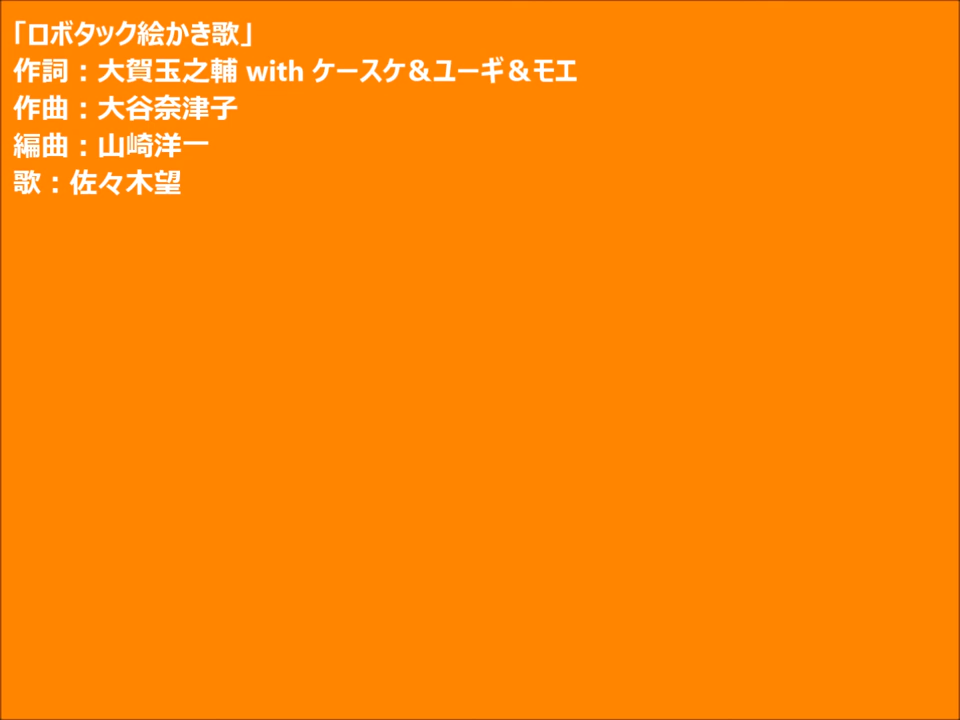 「ロボタック絵かき歌」
作詞：大賀玉之輔 with ケースケ＆ユーギ＆モエ
作曲：大谷奈津子
編曲：山崎洋一
歌：佐々木望